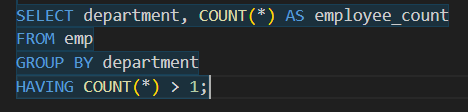 SELECT department, COUNT(*) AS employee_count
FROM emp
GROUP BY department
HAVING COUNT(*) > 1;